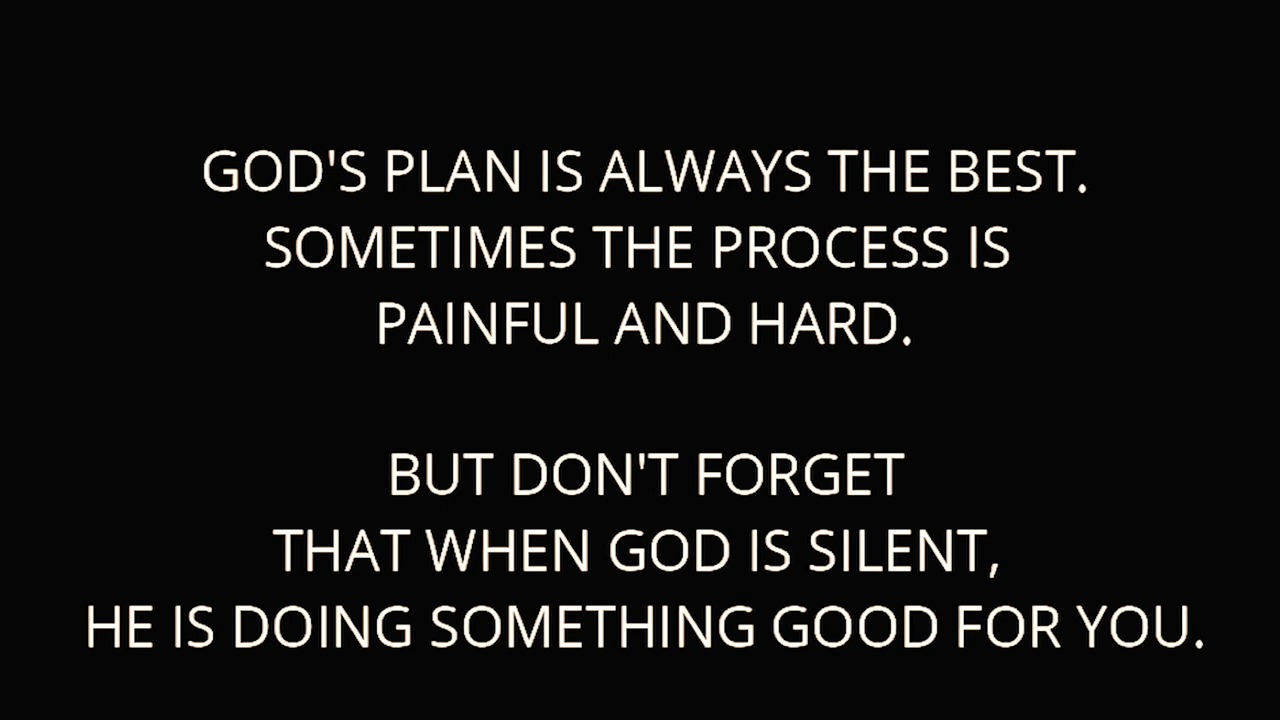 GOD'S PLAN IS ALWAYS THE BEST.
SOMETIMES THE PROCESS IS
PAINFUL AND HARD.
BUT DON'T FORGET
THAT WHEN GOD IS SILENT,
HE IS DOING SOMETHING GOOD FOR YOU.